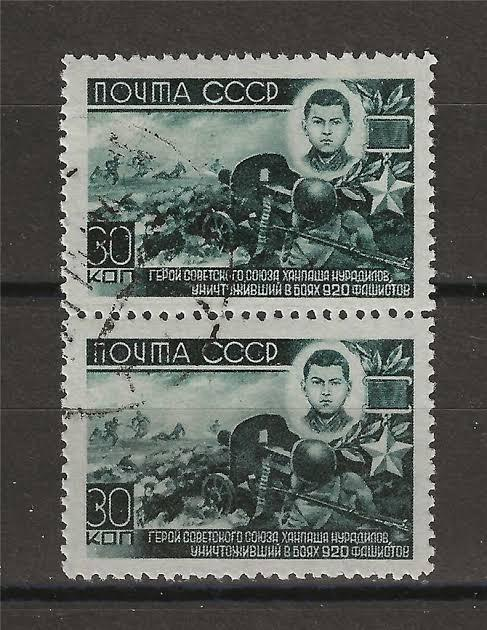 ПОЧТА СССР
30
КОП
ГЕРОЙ СОВЕТСКОГО СОЮЗА ХАНПАША НУРАДИЛОВ,
УНИЧТОЖИВШИЙ В БОЯХ 920 ФАШИСТОВ
ПОЧТА СССР
30
КОП
ГЕРОЙ СОВЕТСКОГО СОЮЗА ХАНПАША НУРАДИЛОВ,
УНИЧТОЖИВШИЙ В БОЯХ 920 ФАШИСТОВ